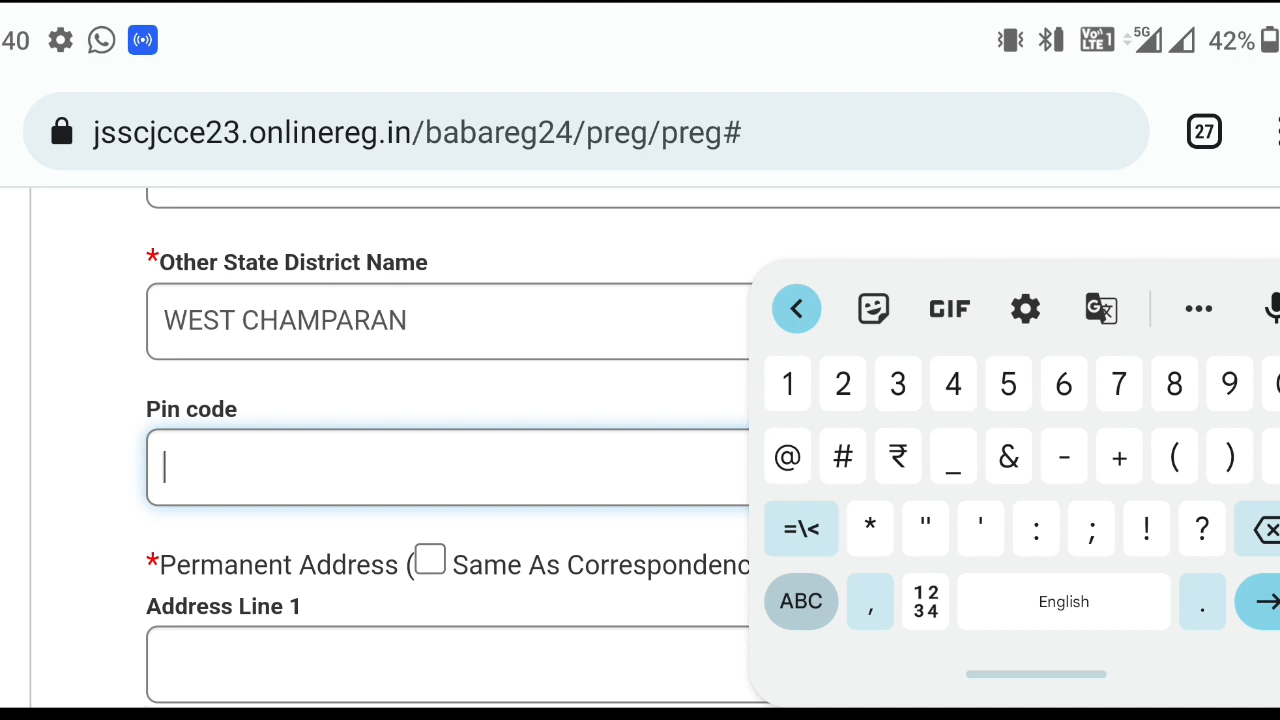 40 VoLTE1 5G 42%
jsscjcce23.onlinereg.in/babareg24/preg/preg# 27
*Other State District Name
WEST CHAMPARAN
Pin code
*Permanent Address ( Same As Correspondenc
Address Line 1
GIF G
1 2 3 4 5 6 7 8 9
@ # ₹ _ & - + ( )
=\< * " ' : ; ! ?
ABC , 1234 English .